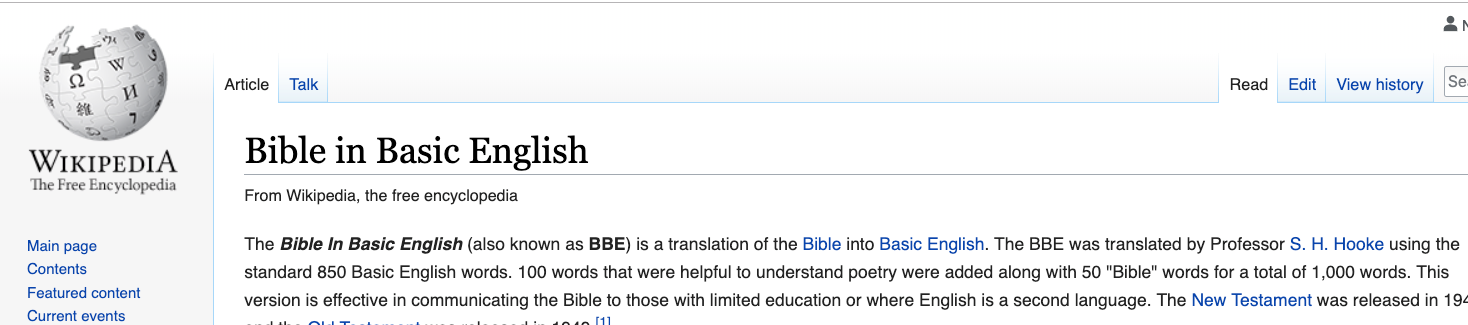 Article
Talk
Read
Edit
View history
WIKIPEDIA
The Free Encyclopedia
Bible in Basic English
From Wikipedia, the free encyclopedia
Main page
Contents
Featured content
Current events
The Bible In Basic English (also known as BBE) is a translation of the Bible into Basic English. The BBE was translated by Professor S. H. Hooke using the
standard 850 Basic English words. 100 words that were helpful to understand poetry were added along with 50 "Bible" words for a total of 1,000 words. This
version is effective in communicating the Bible to those with limited education or where English is a second language. The New Testament was released in
[1]